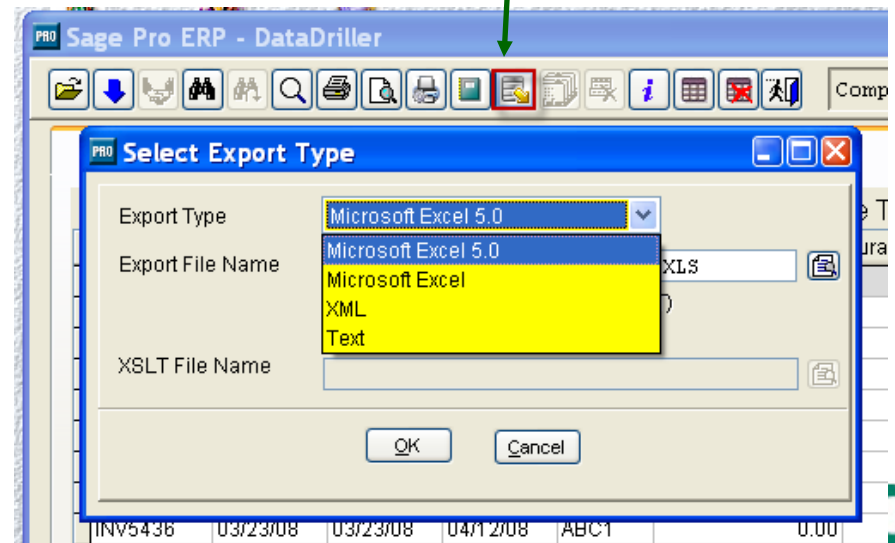 PRO Sage Pro ERP - DataDriller
i Comp
PRO Select Export Type
Export Type Microsoft Excel 5.0
Microsoft Excel 5.0
Microsoft Excel
XML
Text
Export File Name XLS
XSLT File Name
OK Cancel
INV5436 03/23/08 03/23/08 04/12/08 ABC1 0.00